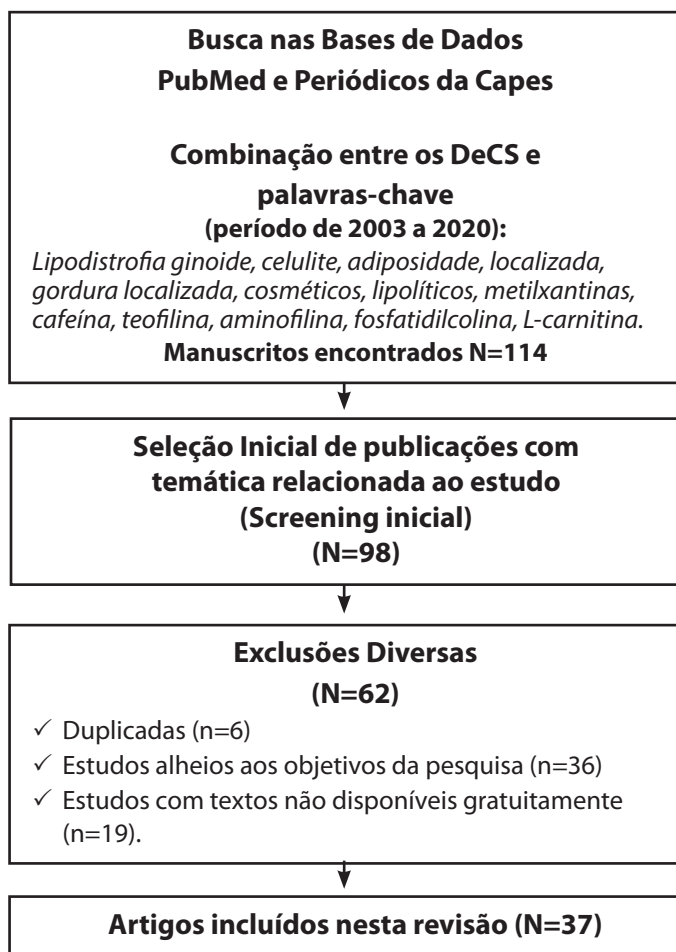 Busca nas Bases de Dados
PubMed e Periódicos da Capes
Combinação entre os DeCS e
palavras-chave
(período de 2003 a 2020):
Lipodistrofia ginoide, celulite, adiposidade, localizada,
gordura localizada, cosméticos, lipolíticos, metilxantinas,
cafeína, teofilina, aminofilina, fosfatidilcolina, L-carnitina.
Manuscritos encontrados N=114
Seleção Inicial de publicações com
temática relacionada ao estudo
(Screening inicial)
(N=98)
Exclusões Diversas
(N=62)
✓ Duplicadas (n=6)
✓ Estudos alheios aos objetivos da pesquisa (n=36)
✓ Estudos com textos não disponíveis gratuitamente
(n=19).
Artigos incluídos nesta revisão (N=37)